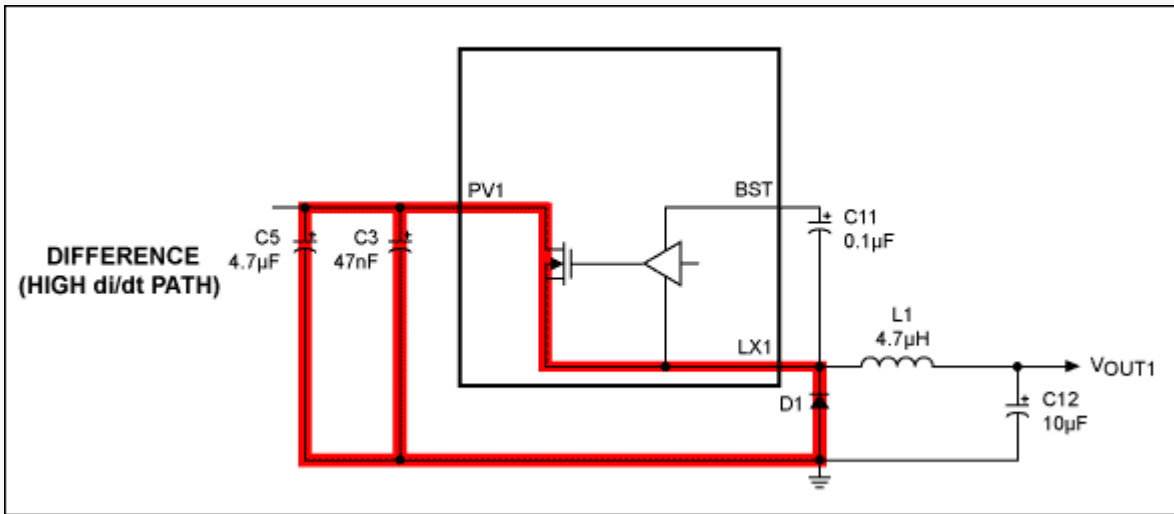 PV1
BST
C5
4.7µF
C3
47nF
C11
0.1µF
DIFFERENCE
(HIGH di/dt PATH)
LX1
L1
4.7µH
VOUT1
D1
C12
10µF